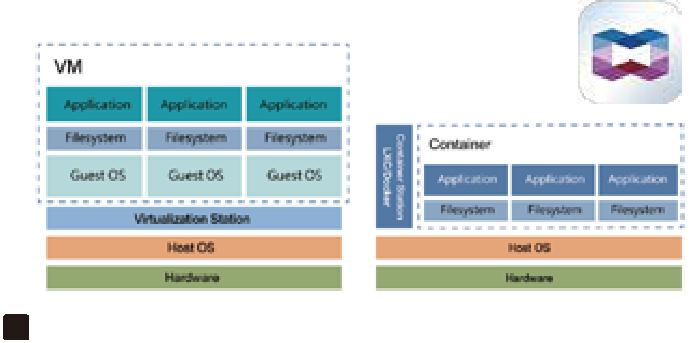 VM
Application Application Application
Filesystem Filesystem Filesystem
Guest OS Guest OS Guest OS
Virtualization Station
Host OS
Hardware
Container Station
LXC/Docker
Container
Application Application Application
Filesystem Filesystem Filesystem
Host OS
Hardware